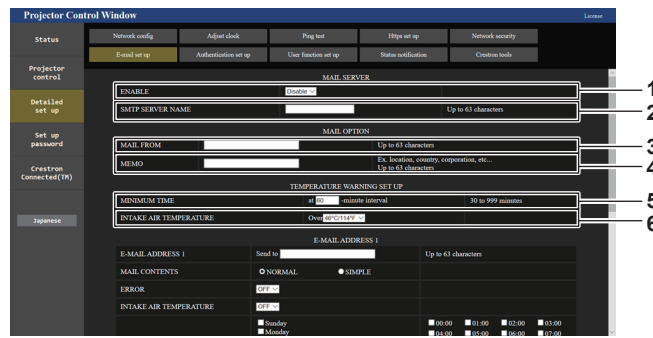 Projector Control Window
License
Status
Projector control
Detailed set up
Set up password
Crestron Connected(TM)
Japanese
Network config Adjust clock Ping test Https set up Network security
E-mail set up Authentication set up User function set up Status notification Crestron tools
MAIL SERVER
ENABLE Disable 1
SMTP SERVER NAME Up to 63 characters 2
MAIL OPTION
MAIL FROM Up to 63 characters 3
MEMO Ex. location, country, corporation, etc... Up to 63 characters 4
TEMPERATURE WARNING SET UP
MINIMUM TIME at 60 -minute interval 30 to 999 minutes 5
INTAKE AIR TEMPERATURE Over 46°C/114°F 6
E-MAIL ADDRESS 1
E-MAIL ADDRESS 1 Send to Up to 63 characters
MAIL CONTENTS NORMAL SIMPLE
ERROR OFF
INTAKE AIR TEMPERATURE OFF
Sunday 00:00 01:00 02:00 03:00
Monday 04:00 05:00 06:00 07:00